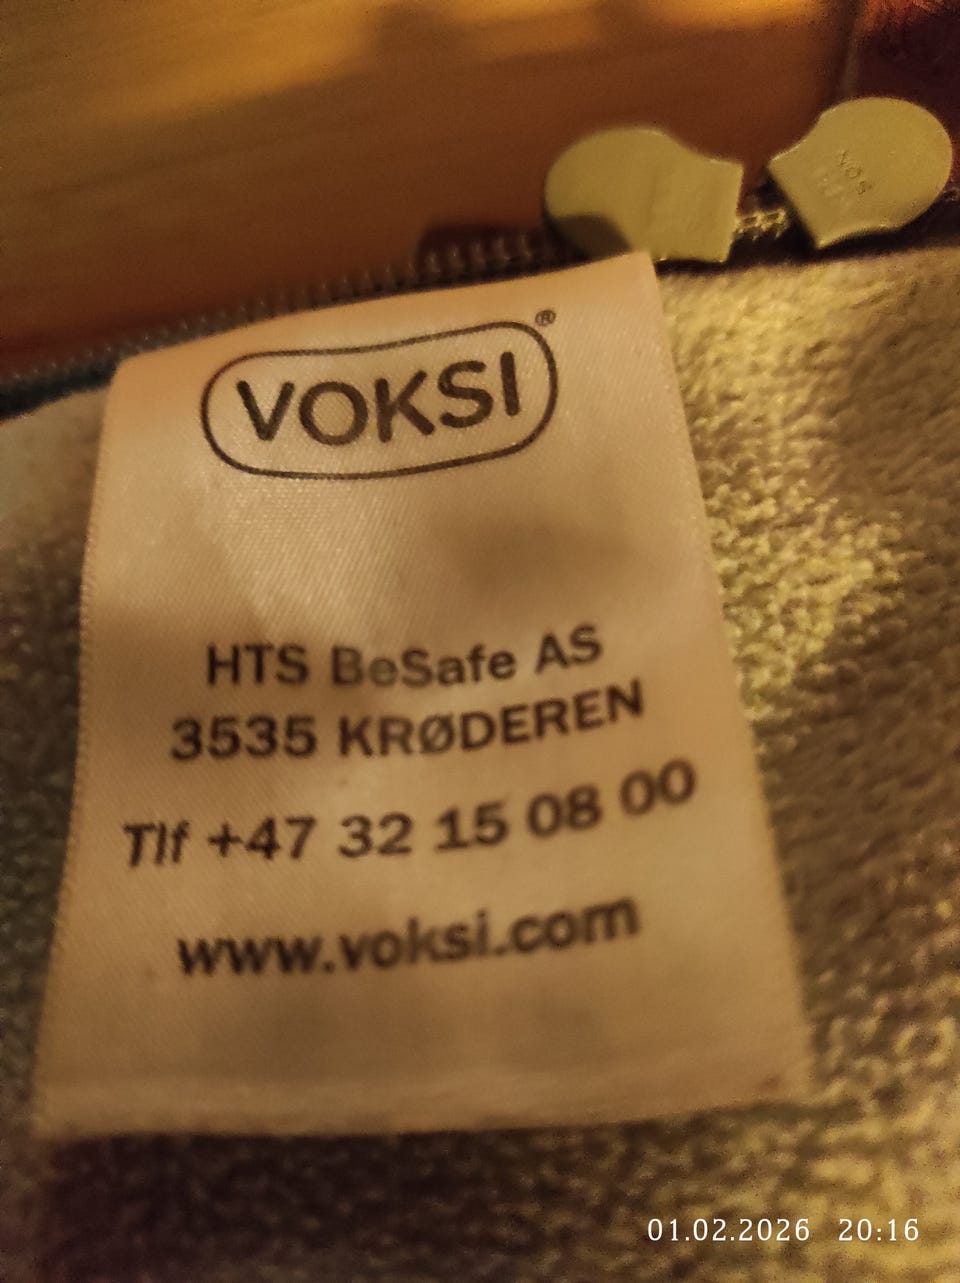 VOKSI®
HTS BeSafe AS
3535 KRØDEREN
Tlf +47 32 15 08 00
www.voksi.com
01.02.2026 20:16